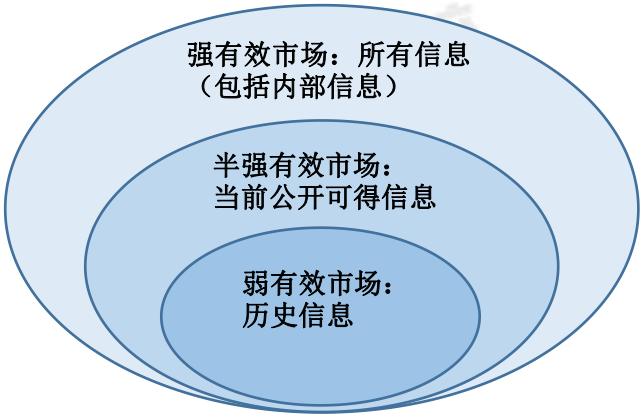 强有效市场：所有信息
（包括内部信息）
半强有效市场：
当前公开可得信息
弱有效市场：
历史信息